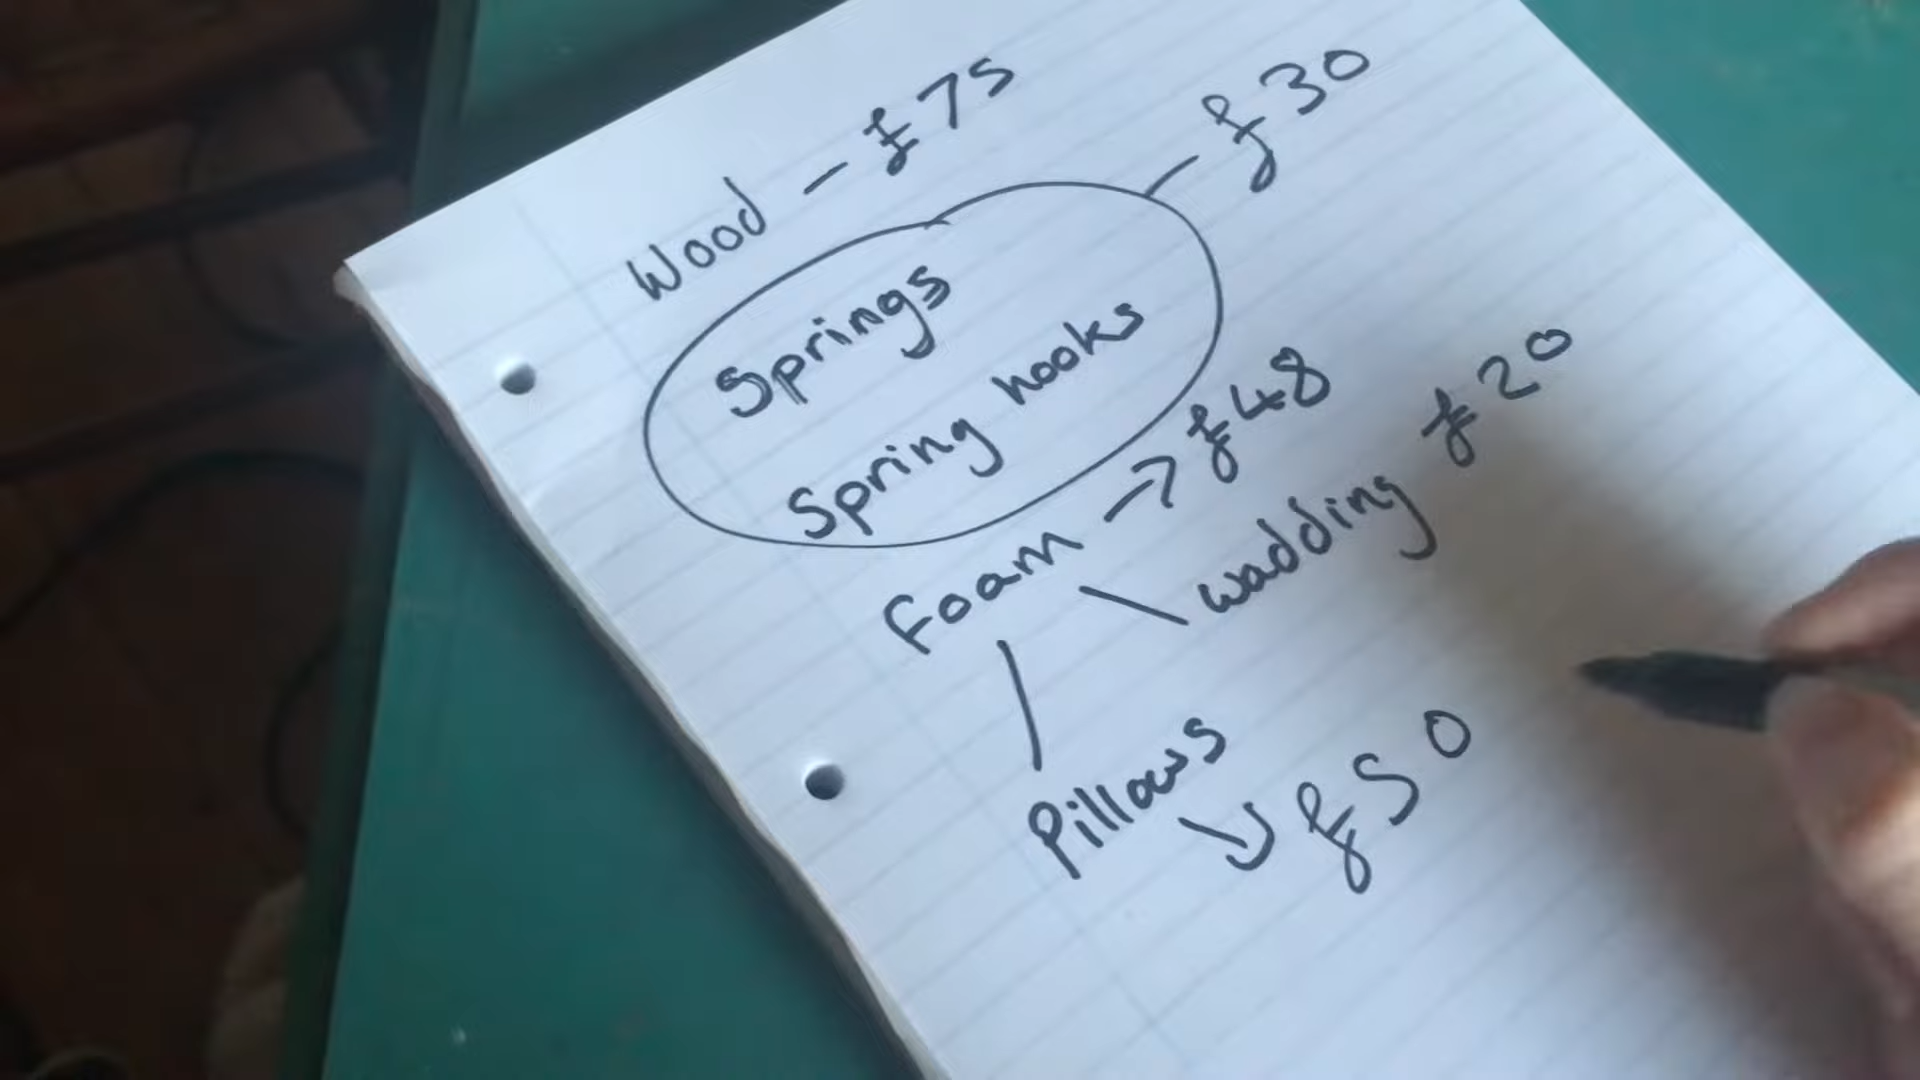 Wood - £75
£30
Springs
Spring hooks
Foam → £48
wadding £20
Pillows
→ £50